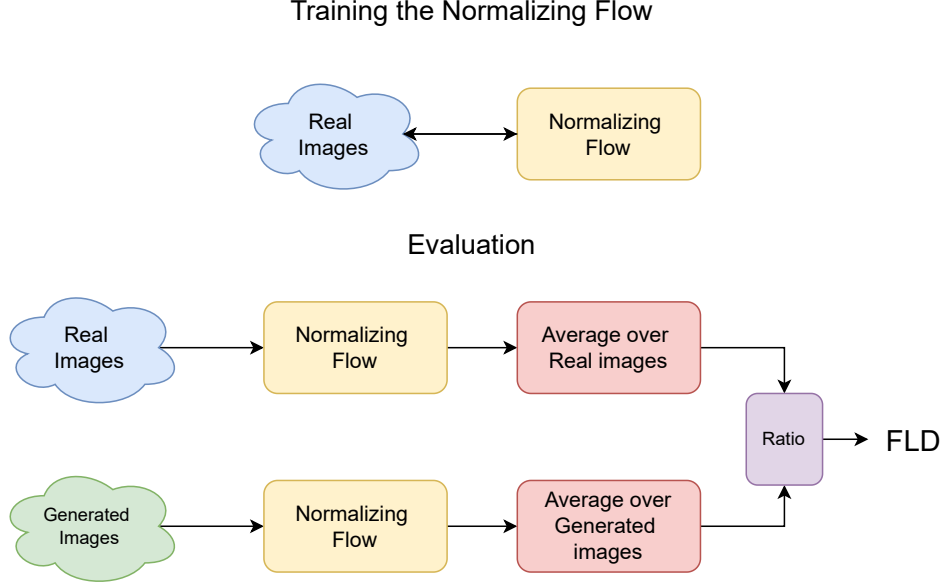 Training the Normalizing Flow
Real
Images
Normalizing
Flow
Evaluation
Real
Images
Normalizing
Flow
Average over
Real images
Ratio
FLD
Generated
Images
Normalizing
Flow
Average over
Generated
images